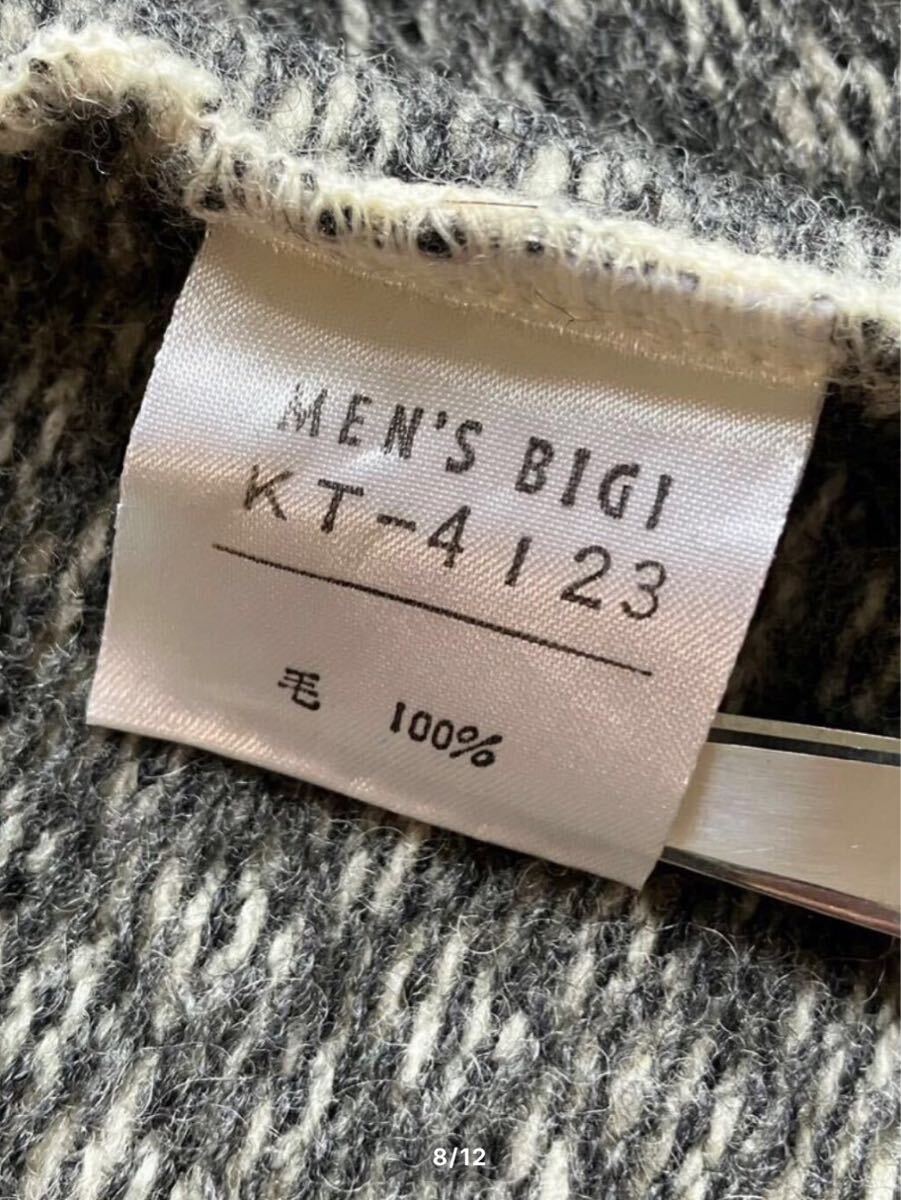 MEN'S BIGI
KT-4123
毛 100%
8/12